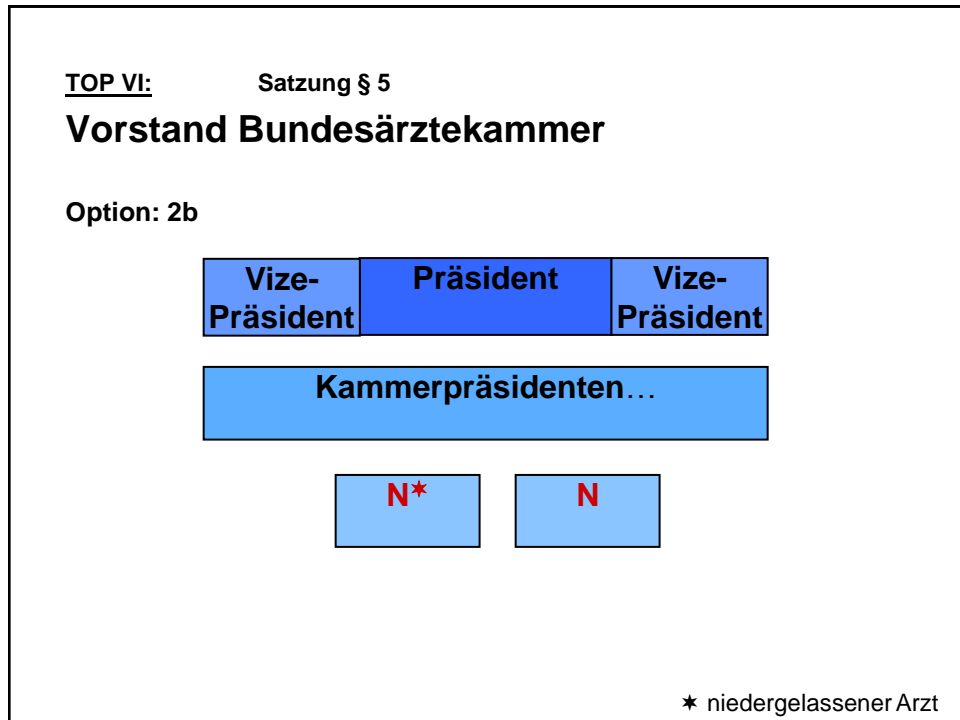 TOP VI: Satzung § 5
Vorstand Bundesärztekammer
Option: 2b
Vize-
Präsident
Präsident
Vize-
Präsident
Kammerpräsidenten…
N✶ N
✶ niedergelassener Arzt